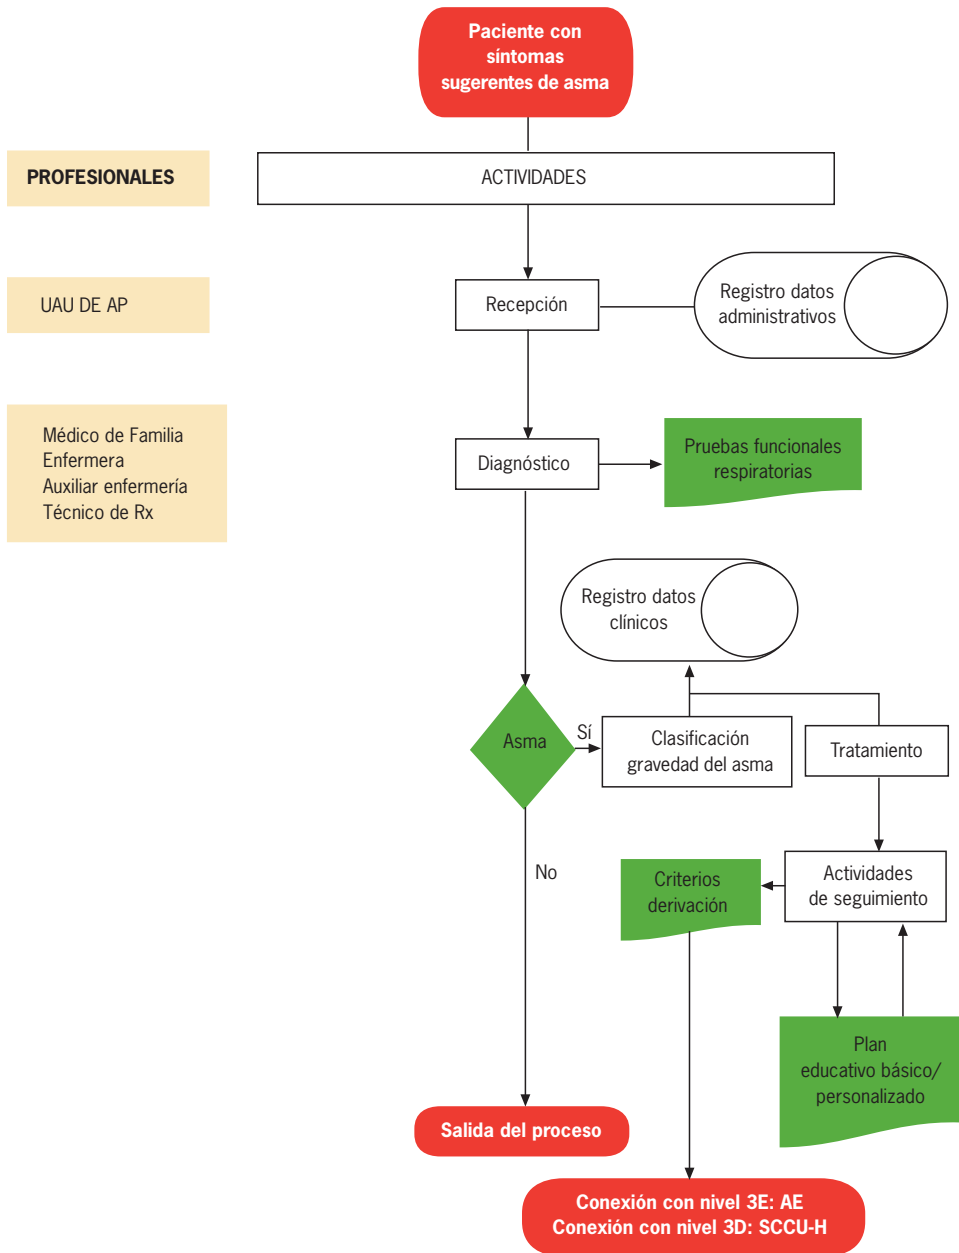 Paciente con
síntomas
sugerentes de asma
PROFESIONALES
ACTIVIDADES
UAU DE AP
Recepción
Registro datos
administrativos
Médico de Familia
Enfermera
Auxiliar enfermería
Técnico de Rx
Diagnóstico
Pruebas funcionales
respiratorias
Registro datos
clínicos
Asma
Sí
Clasificación
gravedad del asma
Tratamiento
No
Criterios
derivación
Actividades
de seguimiento
Plan
educativo básico/
personalizado
Salida del proceso
Conexión con nivel 3E: AE
Conexión con nivel 3D: SCCU-H